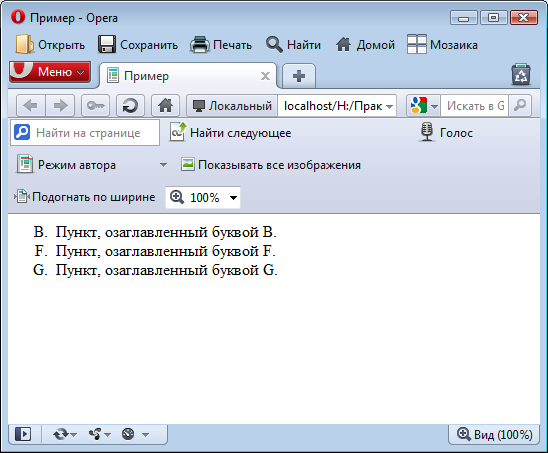 Пример - Opera
Открыть Сохранить Печать Найти Домой Мозаика
Меню Пример
Локальный localhost/H:/Прак Искать в G
Найти на странице Найти следующее Голос
Режим автора Показывать все изображения
Подогнать по ширине 100%
B. Пункт, озаглавленный буквой B.
F. Пункт, озаглавленный буквой F.
G. Пункт, озаглавленный буквой G.
Вид (100%)